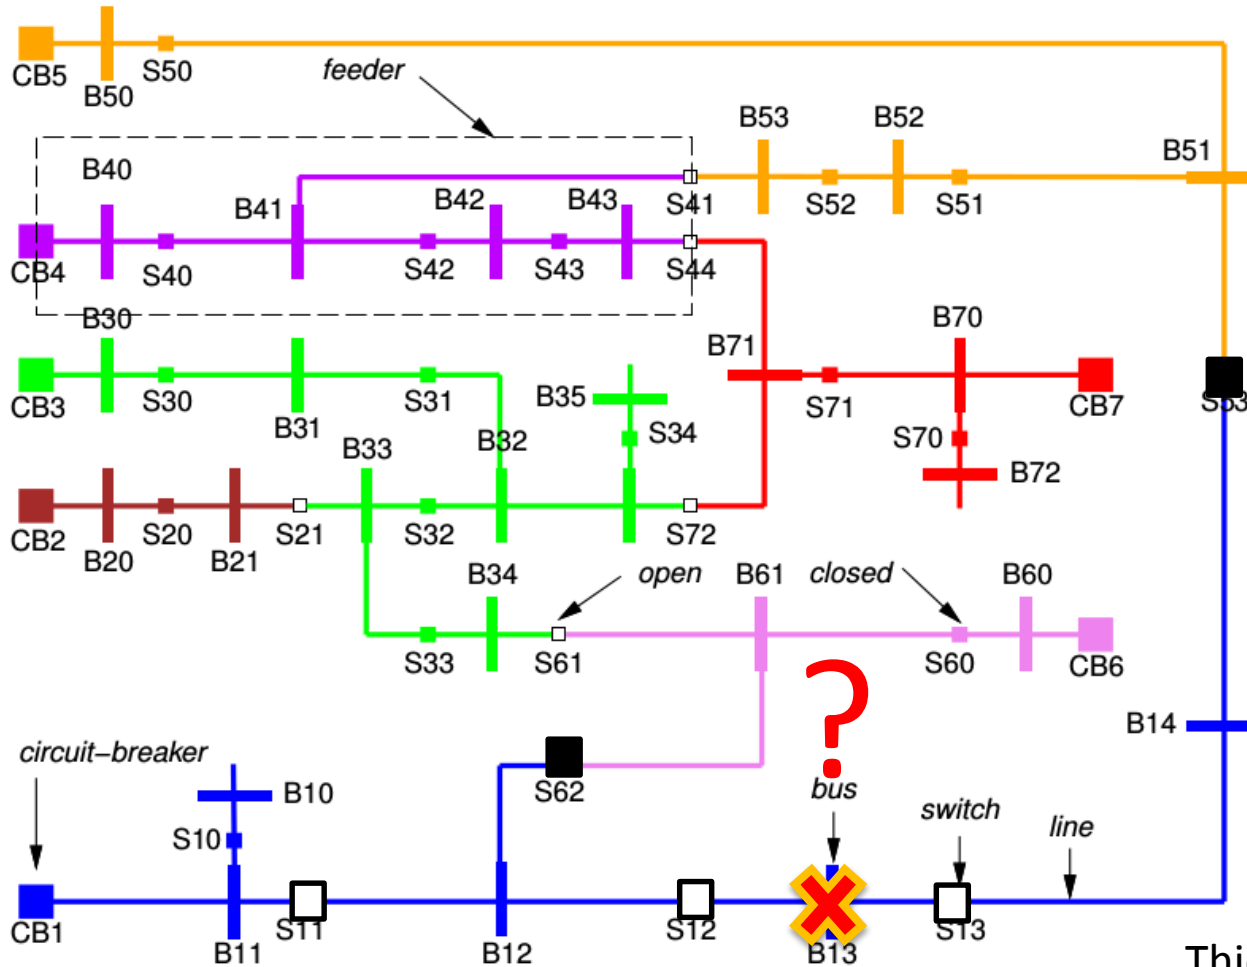 CB5
B50
S50
feeder
B53
B52
B51
B40
B41
B42
B43
S41
S52
S51
CB4
S40
S42
S43
S44
B30
B70
B71
CB3
S30
B31
S31
B35
S34
S71
CB7
S53
B33
B32
S70
B72
CB2
B20
S20
B21
S21
S32
S72
B34
open
B61
closed
B60
S33
S61
S60
CB6
?
B14
circuit–breaker
B10
S62
bus
S10
switch
line
CB1
B11
S11
B12
S12
B13
S13